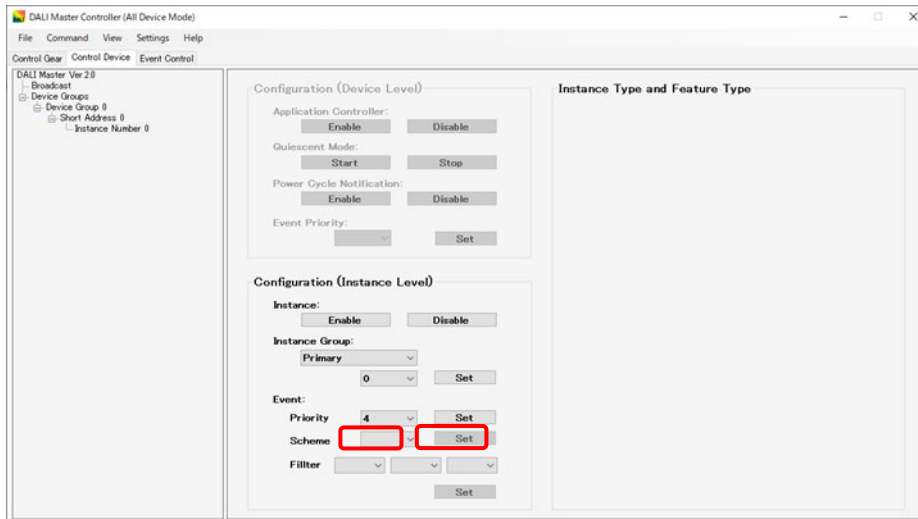 DALI Master Controller (All Device Mode)
File Command View Settings Help
Control Gear Control Device Event Control
DALI Master Ver.2.0
Broadcast
Device Groups
Device Group 0
Short Address 0
Instance Number 0
Configuration (Device Level)
Application Controller:
Enable Disable
Quiescent Mode:
Start Stop
Power Cycle Notification:
Enable Disable
Event Priority:
Set
Configuration (Instance Level)
Instance:
Enable Disable
Instance Group:
Primary
0 Set
Event:
Priority 4 Set
Scheme Set
Fillter
Set
Instance Type and Feature Type